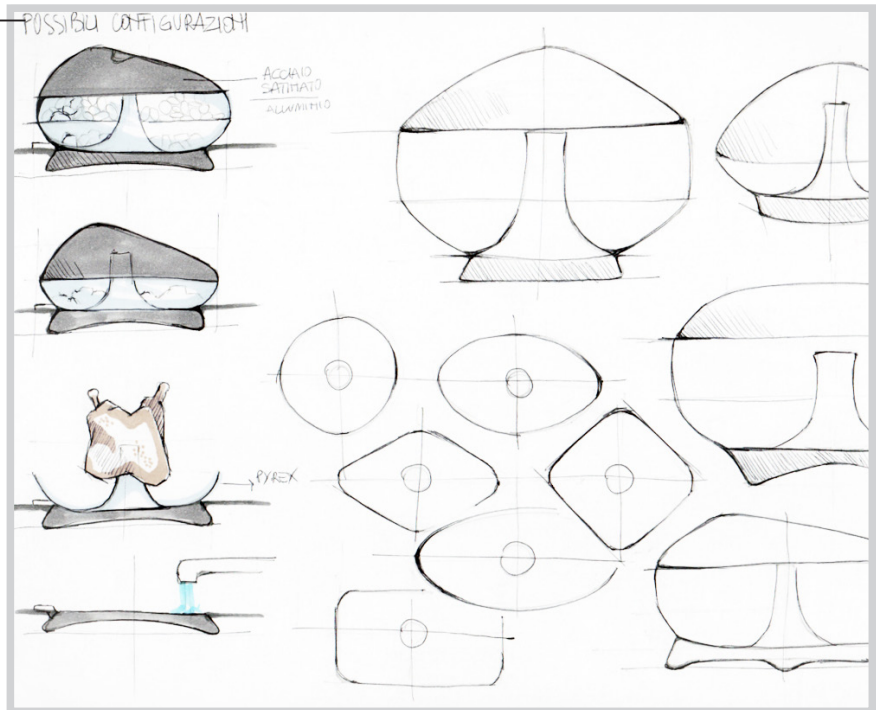 POSSIBILI CONFIGURAZIONI
ACCIAIO
SATINATO
ALLUMINIO
PYREX